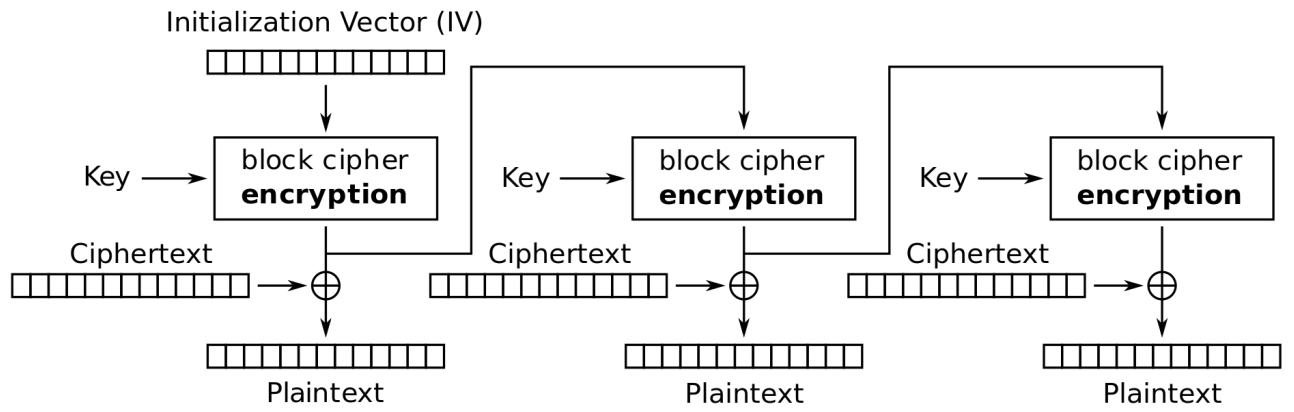 Initialization Vector (IV)
Key
block cipher
encryption
Key
block cipher
encryption
Key
block cipher
encryption
Ciphertext
Ciphertext
Ciphertext
Plaintext
Plaintext
Plaintext